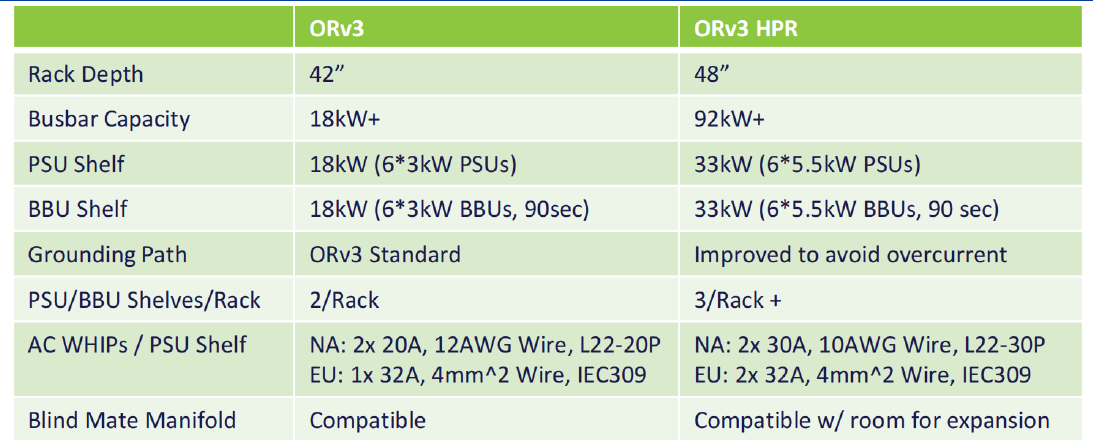 ORv3 ORv3 HPR
Rack Depth 42” 48”
Busbar Capacity 18kW+ 92kW+
PSU Shelf 18kW (6*3kW PSUs) 33kW (6*5.5kW PSUs)
BBU Shelf 18kW (6*3kW BBUs, 90sec) 33kW (6*5.5kW BBUs, 90 sec)
Grounding Path ORv3 Standard Improved to avoid overcurrent
PSU/BBU Shelves/Rack 2/Rack 3/Rack +
AC WHIPs / PSU Shelf NA: 2x 20A, 12AWG Wire, L22-20P NA: 2x 30A, 10AWG Wire, L22-30P
EU: 1x 32A, 4mm^2 Wire, IEC309 EU: 2x 32A, 4mm^2 Wire, IEC309
Blind Mate Manifold Compatible Compatible w/ room for expansion